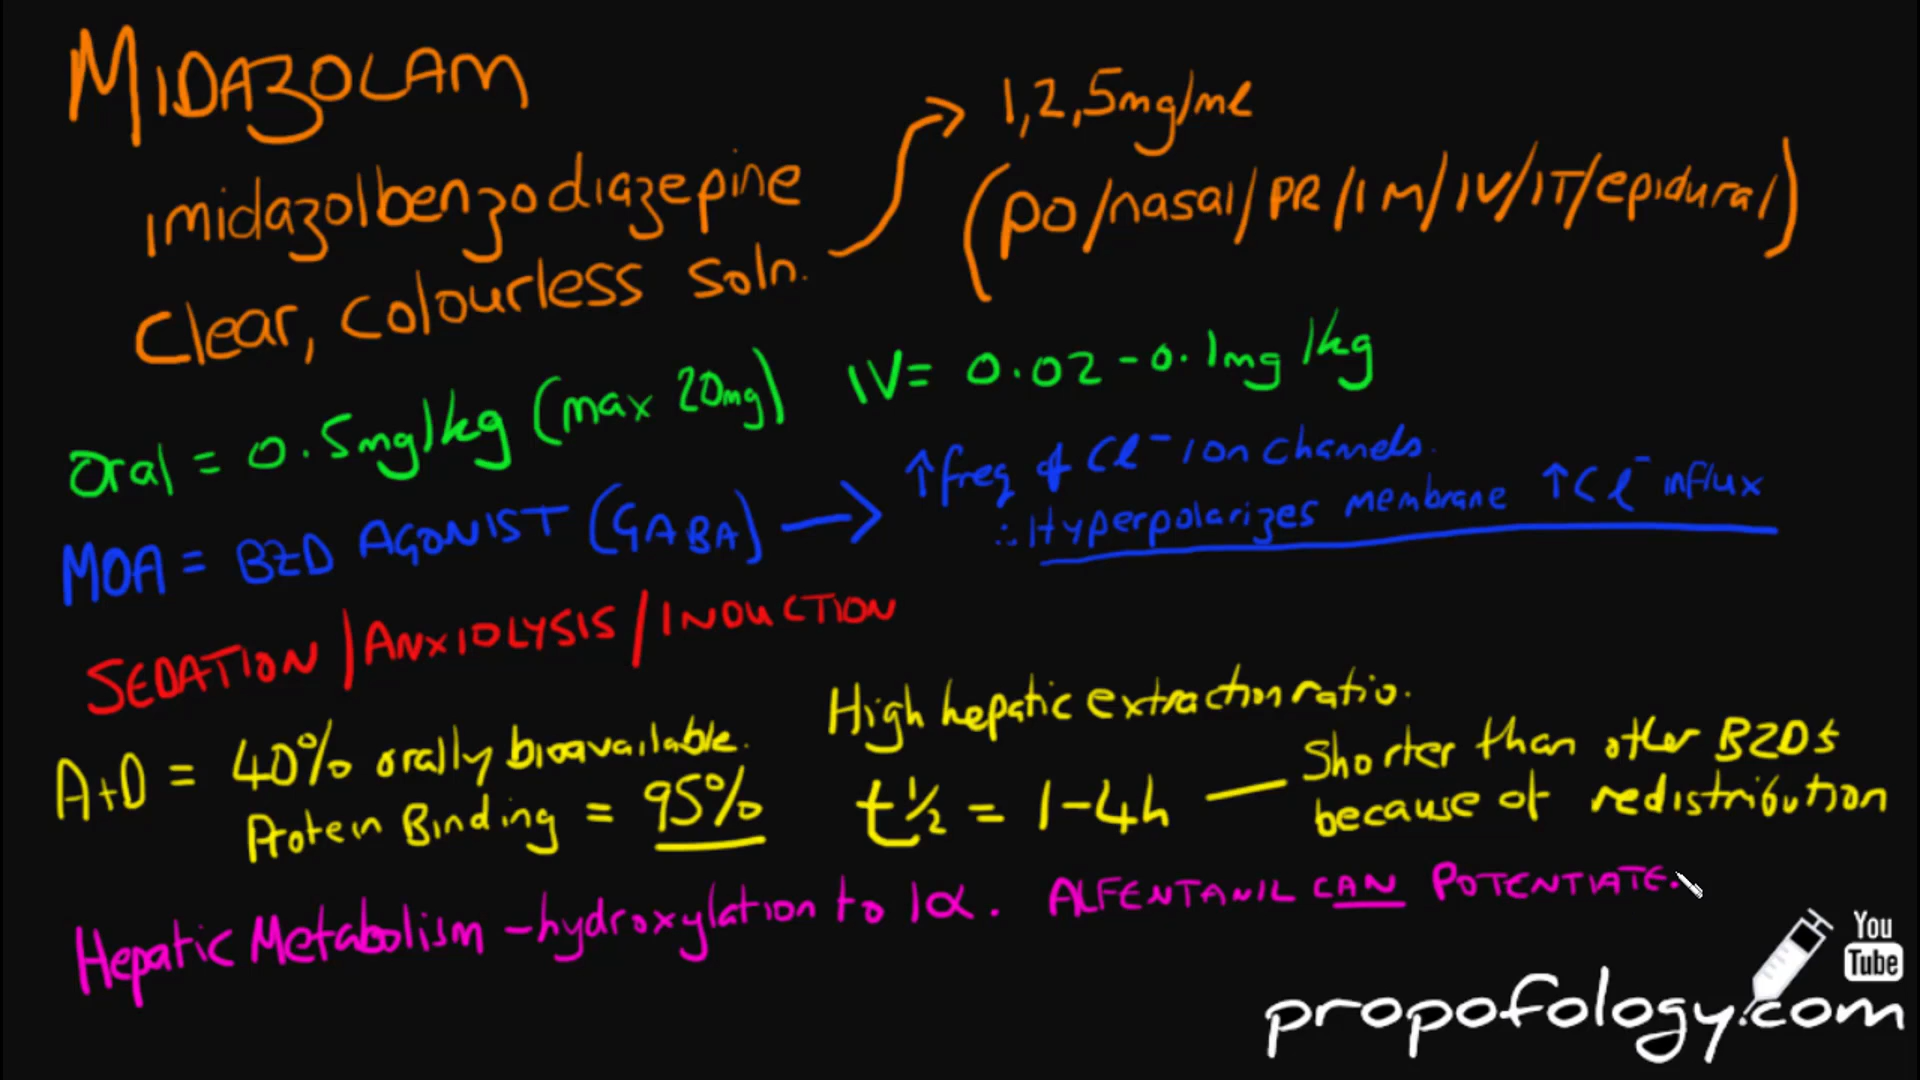 MIDAZOLAM
imidazolbenzodiazepine
Clear, colourless soln.
1,2,5mg/ml
(PO/nasal/PR/IM/IV/IT/epidural)
Oral = 0.5mg/kg (max 20mg) IV= 0.02-0.1mg/kg
MOA = BZD AGONIST (GABA) → ↑freq of Cl⁻ ion channels.
∴ Hyperpolarizes membrane ↑Cl⁻ influx
SEDATION/ANXIOLYSIS/INDUCTION
A+D = 40% orally bioavailable.
Protein Binding = 95%
High hepatic extraction ratio.
t½ = 1-4h — Shorter than other BZDs
because of redistribution
Hepatic Metabolism - hydroxylation to 1α. ALFENTANIL CAN POTENTIATE.
You
Tube
propofology.com